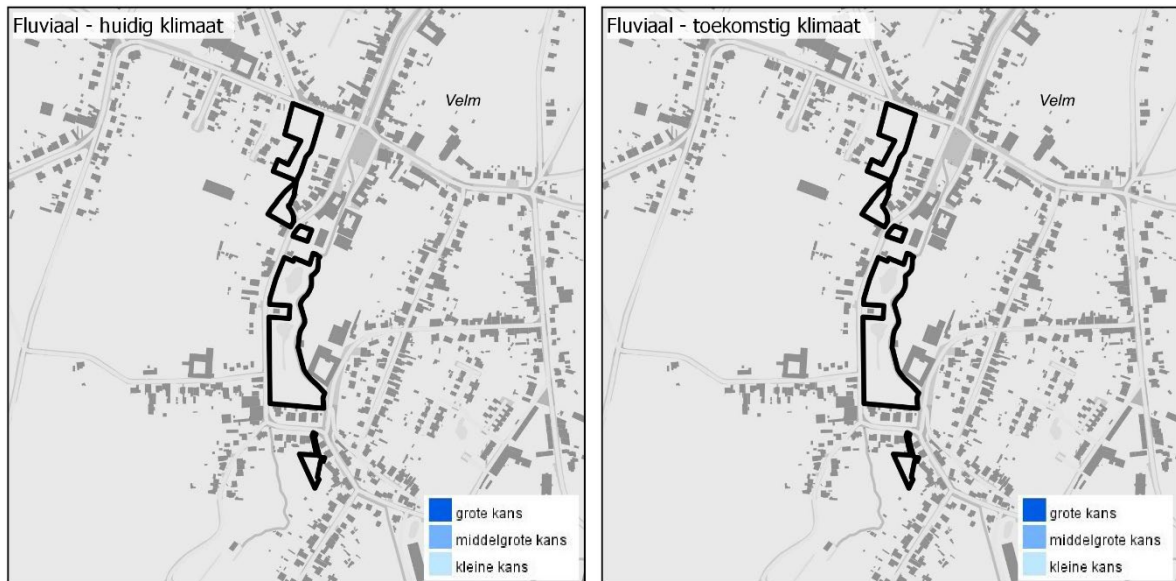 Fluviaal - huidig klimaat
Velm
grote kans
middelgrote kans
kleine kans
Fluviaal - toekomstig klimaat
Velm
grote kans
middelgrote kans
kleine kans